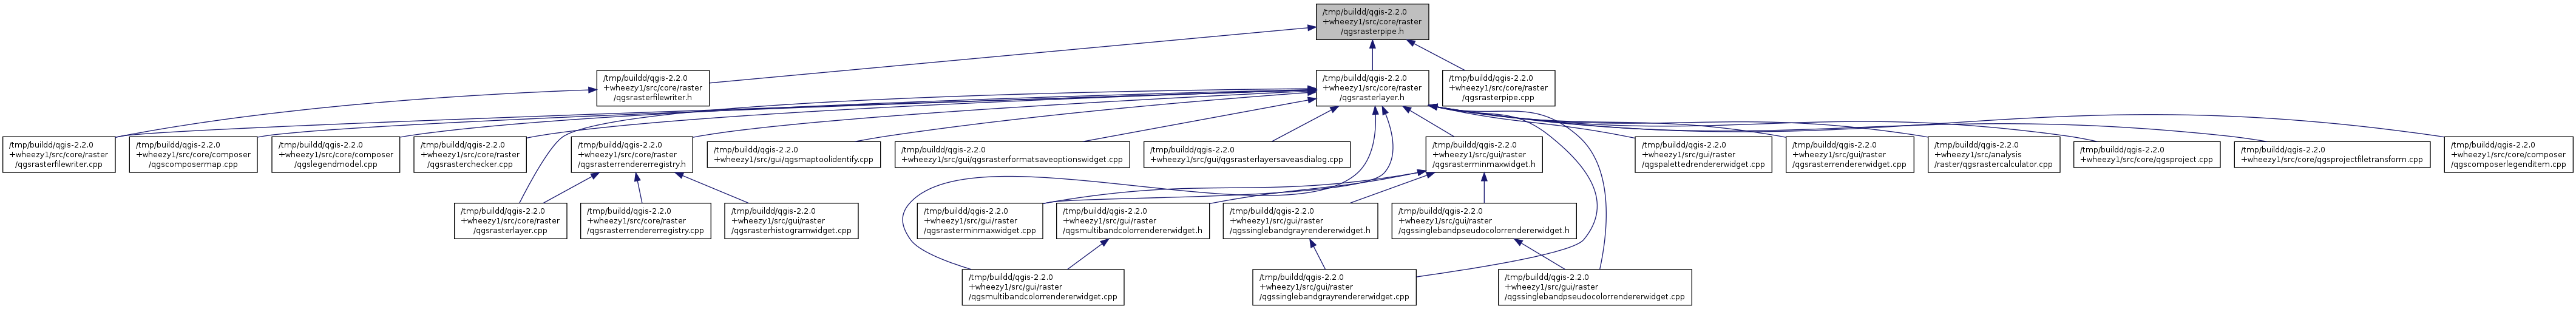 /tmp/buildd/qgis-2.2.0
+wheezy1/src/core/raster
/qgsrasterpipe.h
/tmp/buildd/qgis-2.2.0
+wheezy1/src/core/raster
/qgsrasterfilewriter.h
/tmp/buildd/qgis-2.2.0
+wheezy1/src/core/raster
/qgsrasterlayer.h
/tmp/buildd/qgis-2.2.0
+wheezy1/src/core/raster
/qgsrasterpipe.cpp
/tmp/buildd/qgis-2.2.0
+wheezy1/src/core/raster
/qgsrasterfilewriter.cpp
/tmp/buildd/qgis-2.2.0
+wheezy1/src/core/composer
/qgscomposermap.cpp
/tmp/buildd/qgis-2.2.0
+wheezy1/src/core/composer
/qgslegendmodel.cpp
/tmp/buildd/qgis-2.2.0
+wheezy1/src/core/raster
/qgsrasterchecker.cpp
/tmp/buildd/qgis-2.2.0
+wheezy1/src/core/raster
/qgsrasterrendererregistry.h
/tmp/buildd/qgis-2.2.0
+wheezy1/src/gui/qgsmaptoolidentify.cpp
/tmp/buildd/qgis-2.2.0
+wheezy1/src/gui/qgsrasterformatsaveoptionswidget.cpp
/tmp/buildd/qgis-2.2.0
+wheezy1/src/gui/qgsrasterlayersaveasdialog.cpp
/tmp/buildd/qgis-2.2.0
+wheezy1/src/gui/raster
/qgsrasterminmaxwidget.h
/tmp/buildd/qgis-2.2.0
+wheezy1/src/gui/raster
/qgspalettedrendererwidget.cpp
/tmp/buildd/qgis-2.2.0
+wheezy1/src/gui/raster
/qgsrasterrendererwidget.cpp
/tmp/buildd/qgis-2.2.0
+wheezy1/src/analysis
/raster/qgsrastercalculator.cpp
/tmp/buildd/qgis-2.2.0
+wheezy1/src/core/qgsproject.cpp
/tmp/buildd/qgis-2.2.0
+wheezy1/src/core/qgsprojectfiletransform.cpp
/tmp/buildd/qgis-2.2.0
+wheezy1/src/core/composer
/qgscomposerlegenditem.cpp
/tmp/buildd/qgis-2.2.0
+wheezy1/src/core/raster
/qgsrasterlayer.cpp
/tmp/buildd/qgis-2.2.0
+wheezy1/src/core/raster
/qgsrasterrendererregistry.cpp
/tmp/buildd/qgis-2.2.0
+wheezy1/src/gui/raster
/qgsrasterhistogramwidget.cpp
/tmp/buildd/qgis-2.2.0
+wheezy1/src/gui/raster
/qgsrasterminmaxwidget.cpp
/tmp/buildd/qgis-2.2.0
+wheezy1/src/gui/raster
/qgsmultibandcolorrendererwidget.h
/tmp/buildd/qgis-2.2.0
+wheezy1/src/gui/raster
/qgssinglebandgrayrendererwidget.h
/tmp/buildd/qgis-2.2.0
+wheezy1/src/gui/raster
/qgssinglebandpseudocolorrendererwidget.h
/tmp/buildd/qgis-2.2.0
+wheezy1/src/gui/raster
/qgsmultibandcolorrendererwidget.cpp
/tmp/buildd/qgis-2.2.0
+wheezy1/src/gui/raster
/qgssinglebandgrayrendererwidget.cpp
/tmp/buildd/qgis-2.2.0
+wheezy1/src/gui/raster
/qgssinglebandpseudocolorrendererwidget.cpp